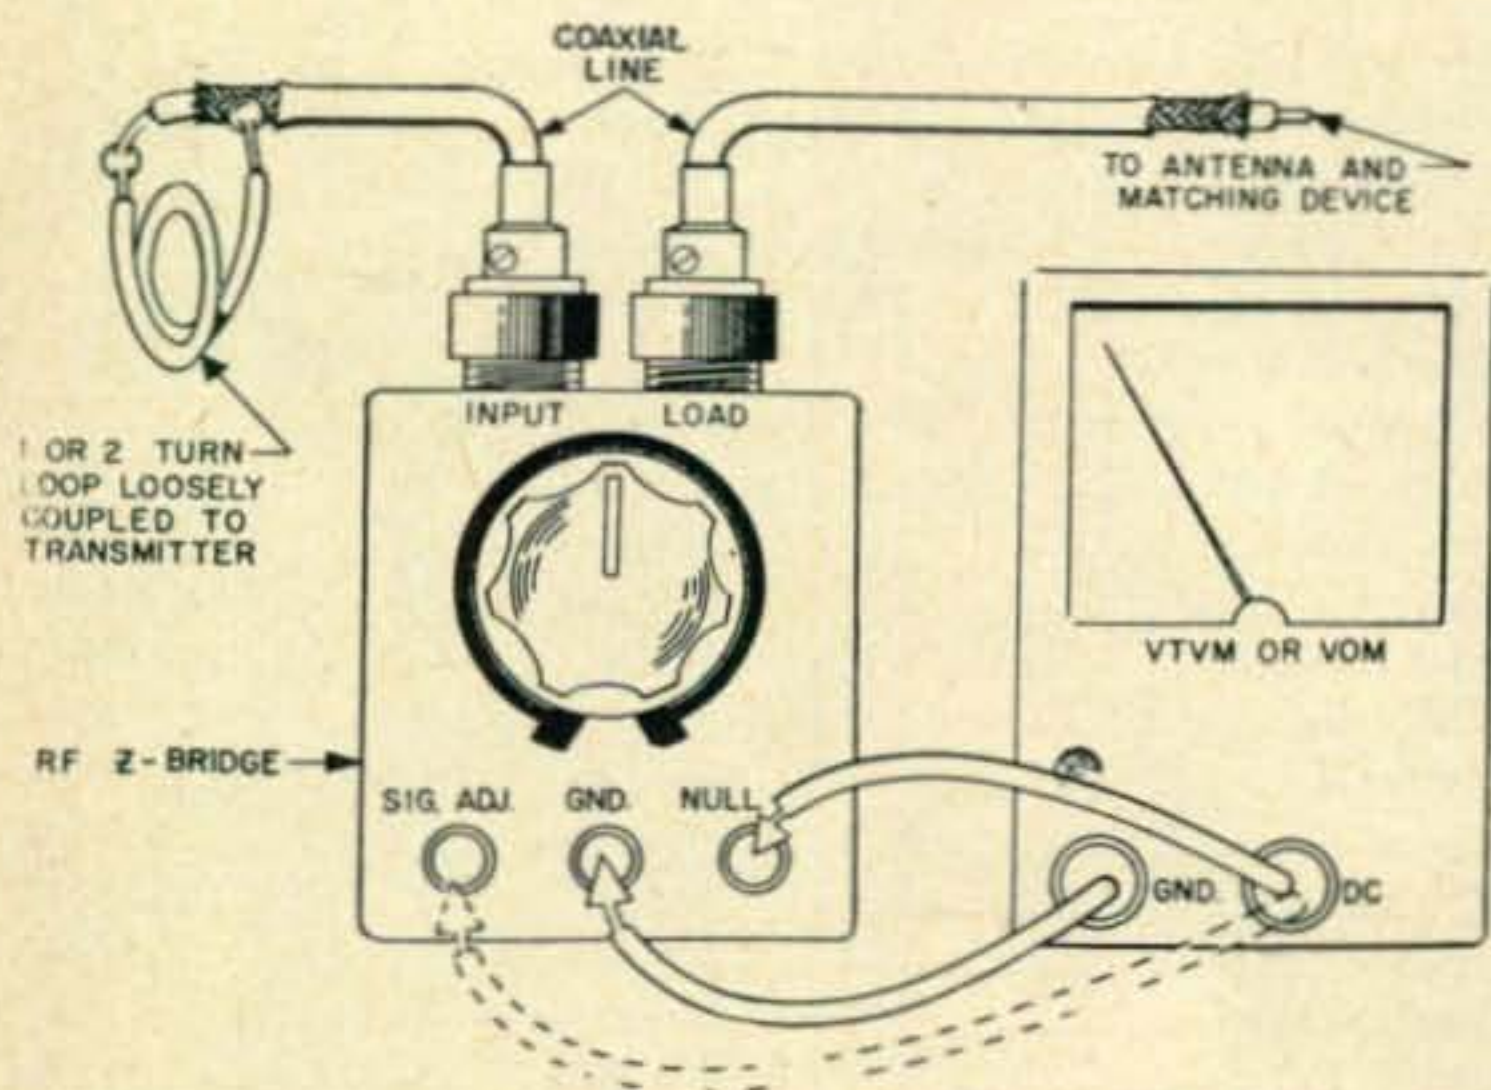 COAXIAL
LINE
TO ANTENNA AND
MATCHING DEVICE
INPUT
LOAD
1 OR 2 TURN
LOOP LOOSELY
COUPLED TO
TRANSMITTER
VTVM OR VOM
RF Z-BRIDGE
SIG. ADJ.
GND.
NULL
GND.
DC